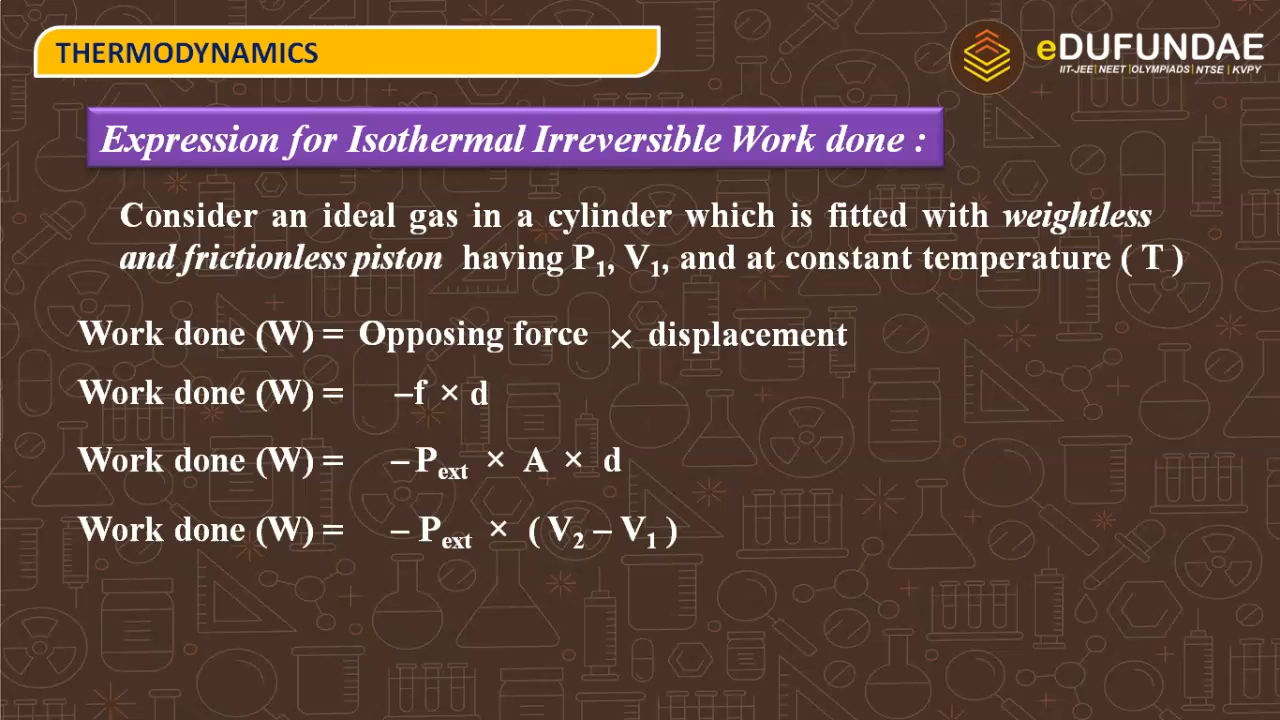 THERMODYNAMICS
eDUFUNDAE
IIT-JEE|NEET|OLYMPIADS|NTSE|KVPY
Expression for Isothermal Irreversible Work done :
Consider an ideal gas in a cylinder which is fitted with weightless
and frictionless piston having P₁, V₁, and at constant temperature ( T )
Work done (W) = Opposing force × displacement
Work done (W) = –f × d
Work done (W) = – Pext × A × d
Work done (W) = – Pext × ( V₂ – V₁ )